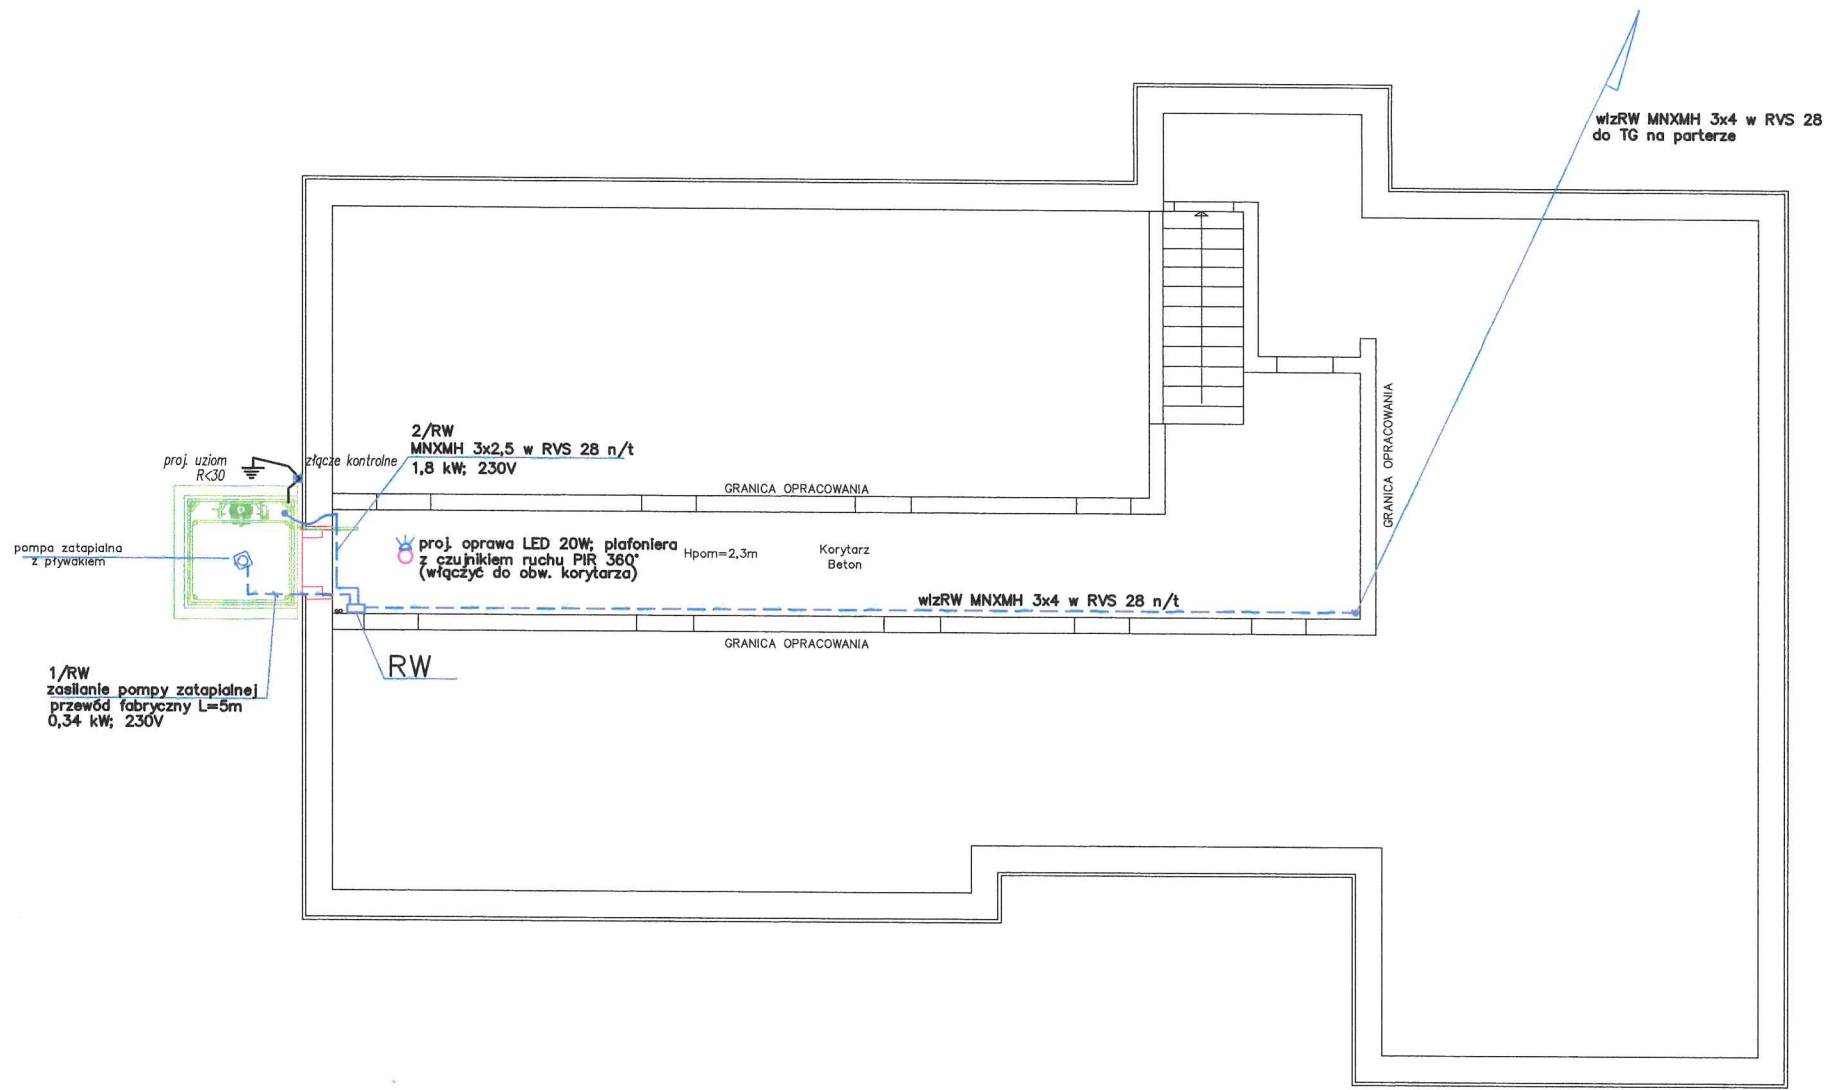 wlzRW MNXMH 3x4 w RVS 28
do TG na parterze
GRANICA OPRACOWANIA
2/RW
MNXMH 3x2,5 w RVS 28 n/t
1,8 kW; 230V
proj. uziom
R<30
złącze kontrolne
GRANICA OPRACOWANIA
pompa zatapialna
z pływakiem
proj. oprawa LED 20W; plafoniera
z czujnikiem ruchu PIR 360°
(włączyć do obw. korytarza)
Hpom=2,3m
Korytarz
Beton
wlzRW MNXMH 3x4 w RVS 28 n/t
GRANICA OPRACOWANIA
RW
1/RW
zasilanie pompy zatapialnej
przewód fabryczny L=5m
0,34 kW; 230V